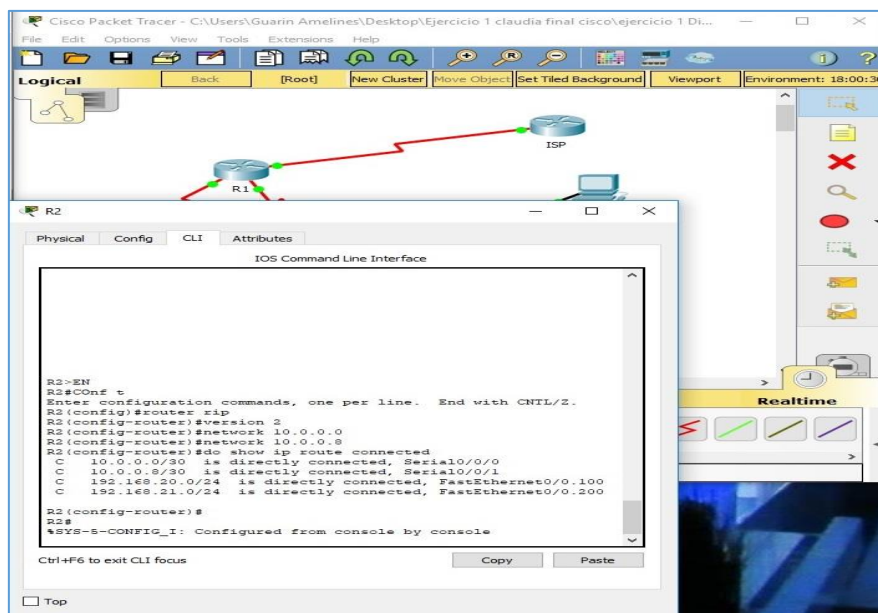 Cisco Packet Tracer - C:\Users\Guarin Amelines\Desktop\Ejercicio 1 claudia final cisco\ejercicio 1 Di...
File Edit Options View Tools Extensions Help
Logical Back [Root] New Cluster Move Object Set Tiled Background Viewport Environment: 18:00:30
ISP
R1
R2
Physical Config CLI Attributes
IOS Command Line Interface
R2>EN
R2#COnf t
Enter configuration commands, one per line. End with CNTL/Z.
R2(config)#router rip
R2(config-router)#version 2
R2(config-router)#network 10.0.0.0
R2(config-router)#network 10.0.0.8
R2(config-router)#do show ip route connected
C 10.0.0.0/30 is directly connected, Serial0/0/0
C 10.0.0.8/30 is directly connected, Serial0/0/1
C 192.168.20.0/24 is directly connected, FastEthernet0/0.100
C 192.168.21.0/24 is directly connected, FastEthernet0/0.200
R2(config-router)#
R2#
%SYS-5-CONFIG_I: Configured from console by console
Ctrl+F6 to exit CLI focus Copy Paste
Top
Realtime